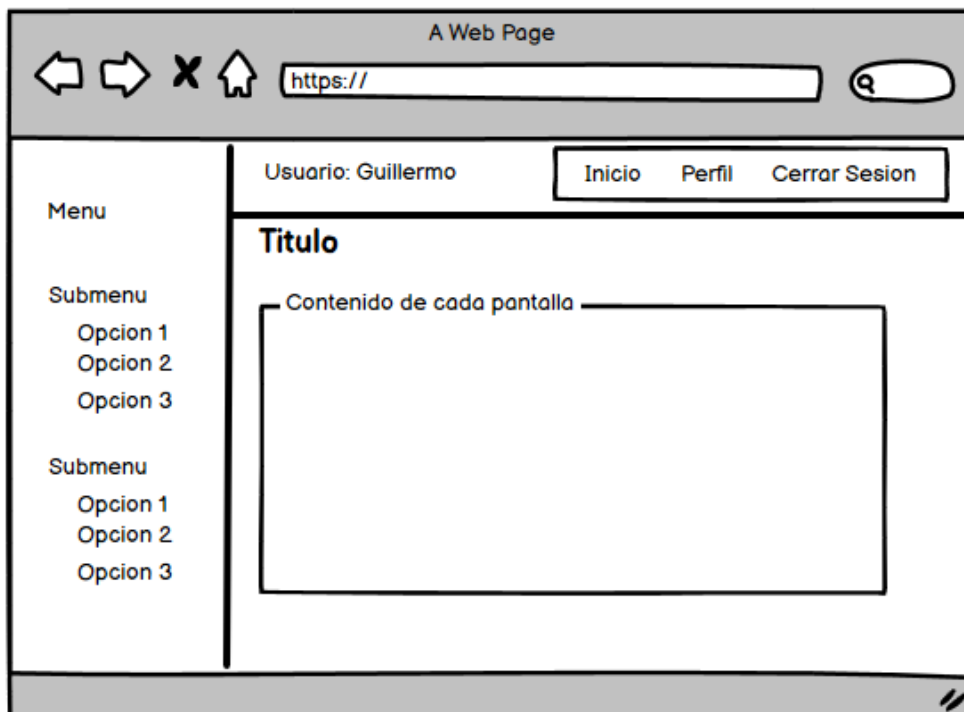 A Web Page
https://
Usuario: Guillermo
Inicio Perfil Cerrar Sesion
Menu
Submenu
Opcion 1
Opcion 2
Opcion 3
Submenu
Opcion 1
Opcion 2
Opcion 3
Titulo
Contenido de cada pantalla